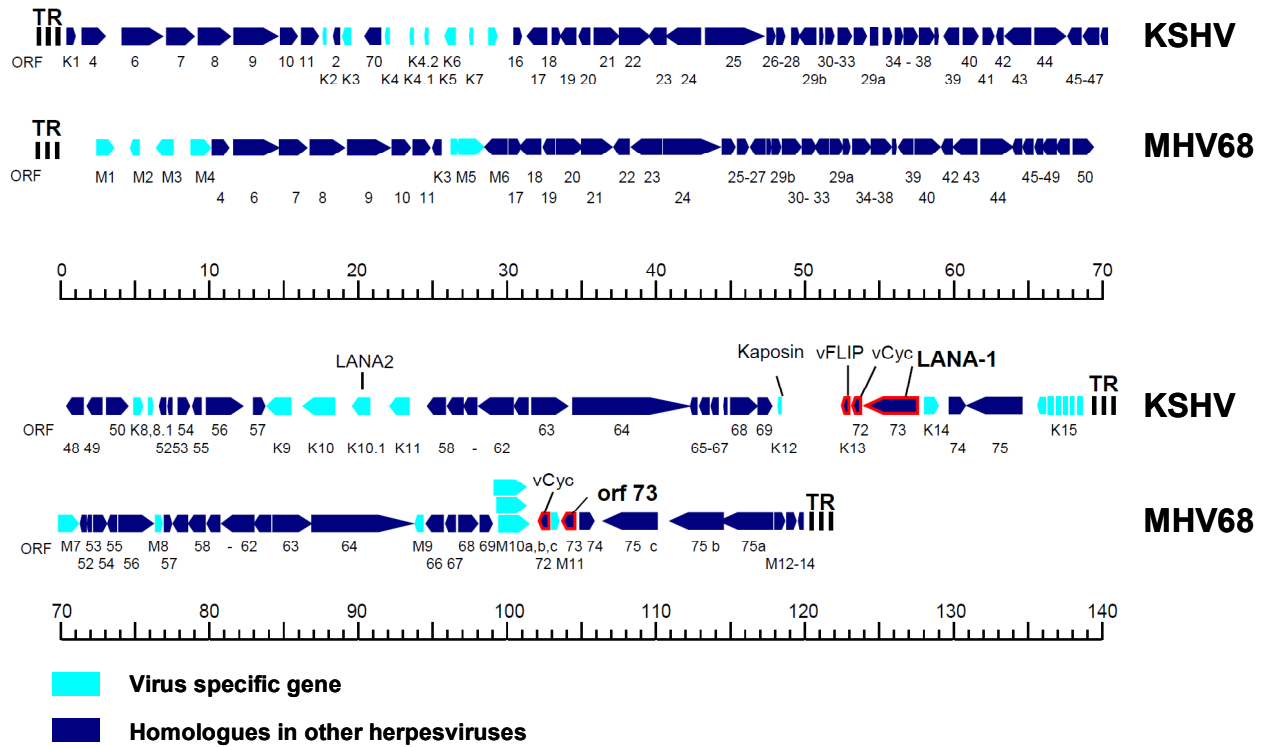 TR
KSHV
ORF K1 4 6 7 8 9 10 11 2 70 K4.2 K6 16 18 21 22 25 26-28 30-33 34 - 38 40 42 44
K2 K3 K4 K4.1 K5 K7 17 19 20 23 24 29b 29a 39 41 43 45-47
TR
MHV68
ORF M1 M2 M3 M4 K3 M5 M6 18 20 22 23 25-27 29b 29a 39 42 43 45-49 50
4 6 7 8 9 10 11 17 19 21 24 30- 33 34-38 40 44
0 10 20 30 40 50 60 70
LANA2 Kaposin vFLIP vCyc LANA-1
TR
KSHV
ORF 50 K8,8.1 54 56 57 63 64 68 69 72 73 K14 K15
48 49 5253 55 K9 K10 K10.1 K11 58 - 62 65-67 K12 K13 74 75
vCyc orf 73 TR
MHV68
ORF M7 53 55 M8 58 - 62 63 64 M9 68 69 M10a,b,c 73 74 75 c 75 b 75a
52 54 56 57 66 67 72 M11 M12-14
70 80 90 100 110 120 130 140
Virus specific gene
Homologues in other herpesviruses